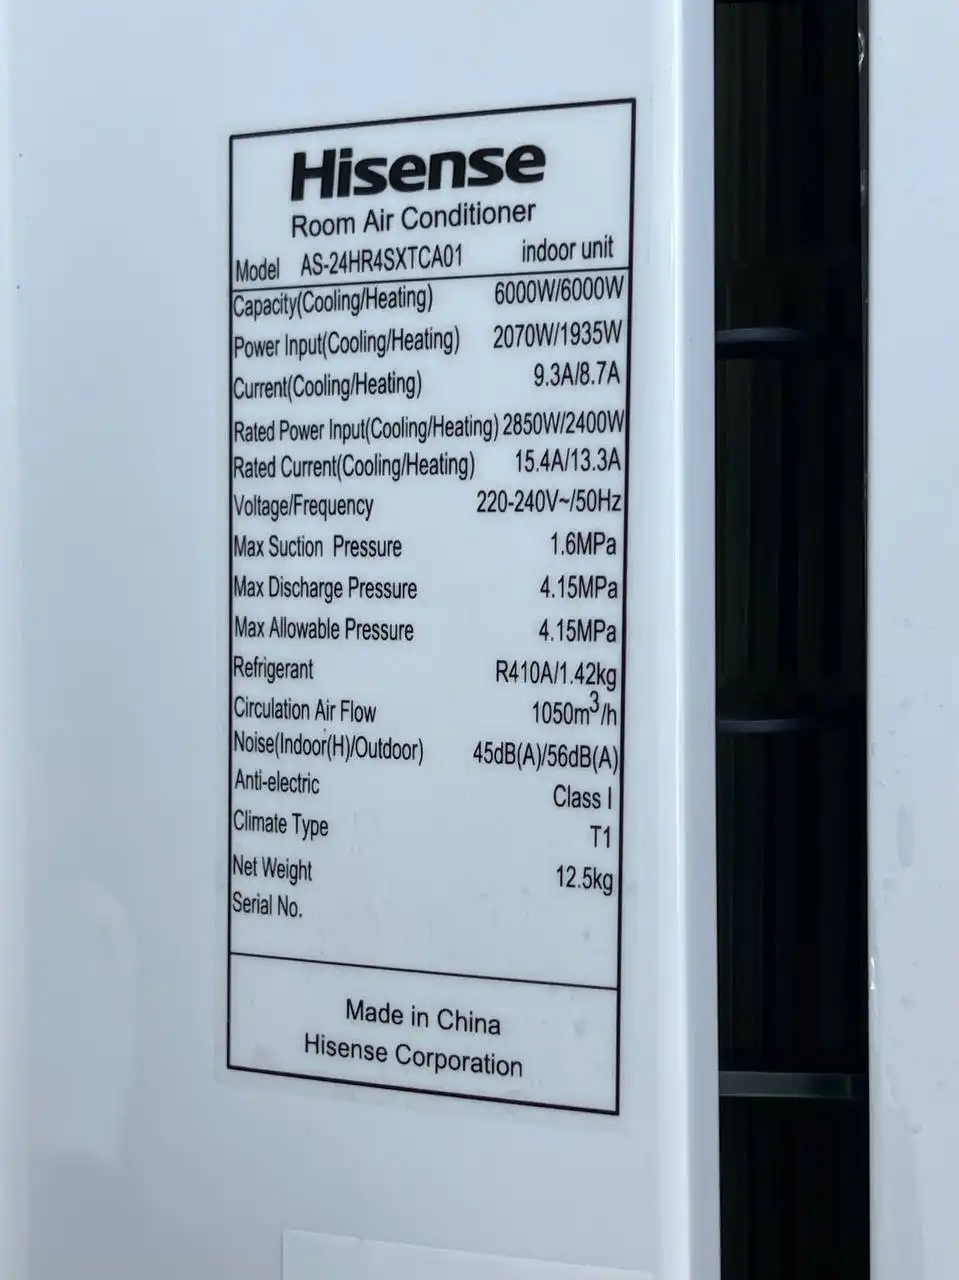 Hisense
Room Air Conditioner
Model AS-24HR4SXTCA01 indoor unit
Capacity(Cooling/Heating) 6000W/6000W
Power Input(Cooling/Heating) 2070W/1935W
Current(Cooling/Heating) 9.3A/8.7A
Rated Power Input(Cooling/Heating) 2850W/2400W
Rated Current(Cooling/Heating) 15.4A/13.3A
Voltage/Frequency 220-240V~/50Hz
Max Suction Pressure 1.6MPa
Max Discharge Pressure 4.15MPa
Max Allowable Pressure 4.15MPa
Refrigerant R410A/1.42kg
Circulation Air Flow 1050m³/h
Noise(Indoor(H)/Outdoor) 45dB(A)/56dB(A)
Anti-electric Class I
Climate Type T1
Net Weight 12.5kg
Serial No.
Made in China
Hisense Corporation